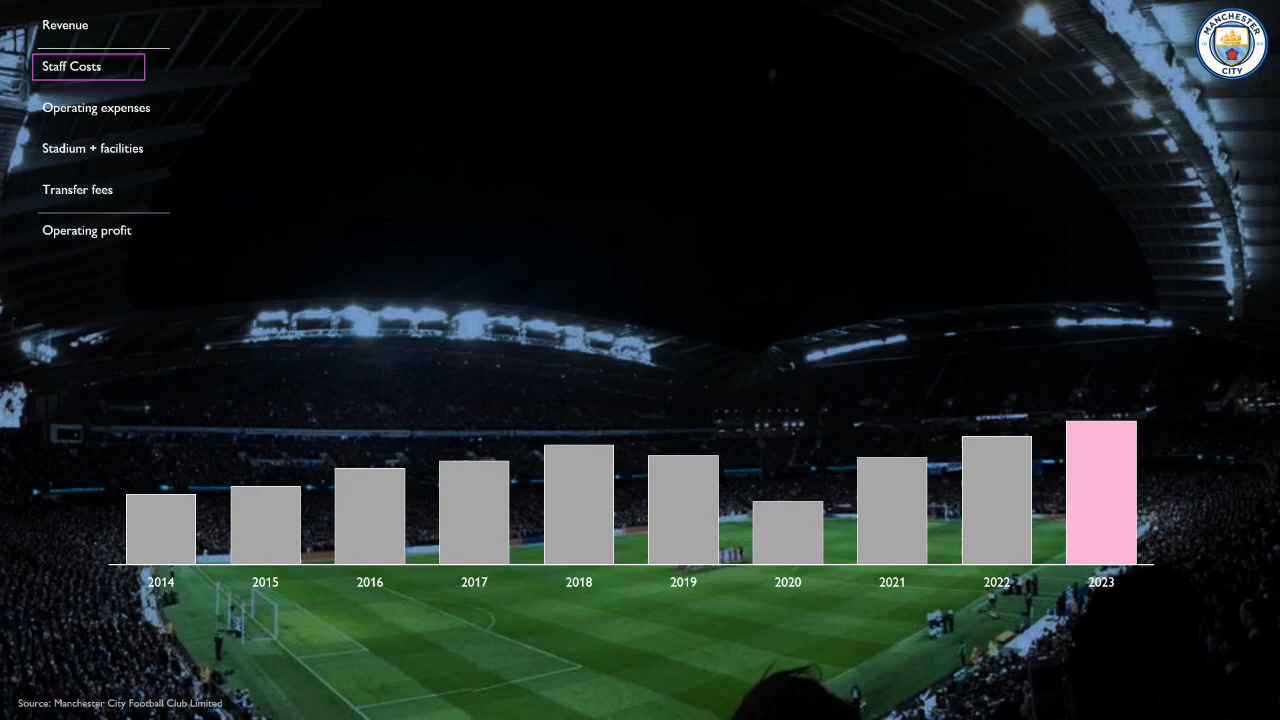 Revenue
Staff Costs
Operating expenses
Stadium + facilities
Transfer fees
Operating profit
MANCHESTER
CITY
2014
2015
2016
2017
2018
2019
2020
2021
2022
2023
Source: Manchester City Football Club Limited